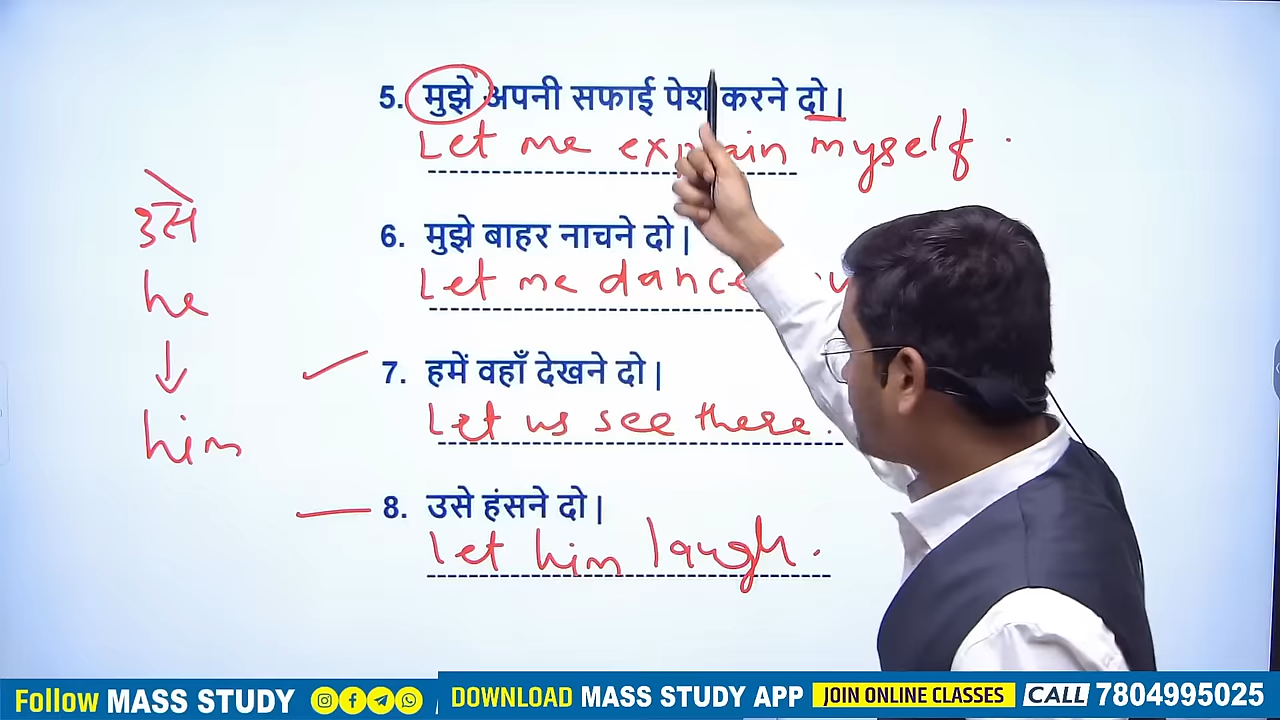 5. मुझे अपनी सफाई पेश करने दो |
Let me explain myself.
उसे
he
him
6. मुझे बाहर नाचने दो |
Let me dance
7. हमें वहाँ देखने दो |
Let us see there.
8. उसे हंसने दो |
Let him laugh.
Follow MASS STUDY
DOWNLOAD MASS STUDY APP
JOIN ONLINE CLASSES
CALL 7804995025